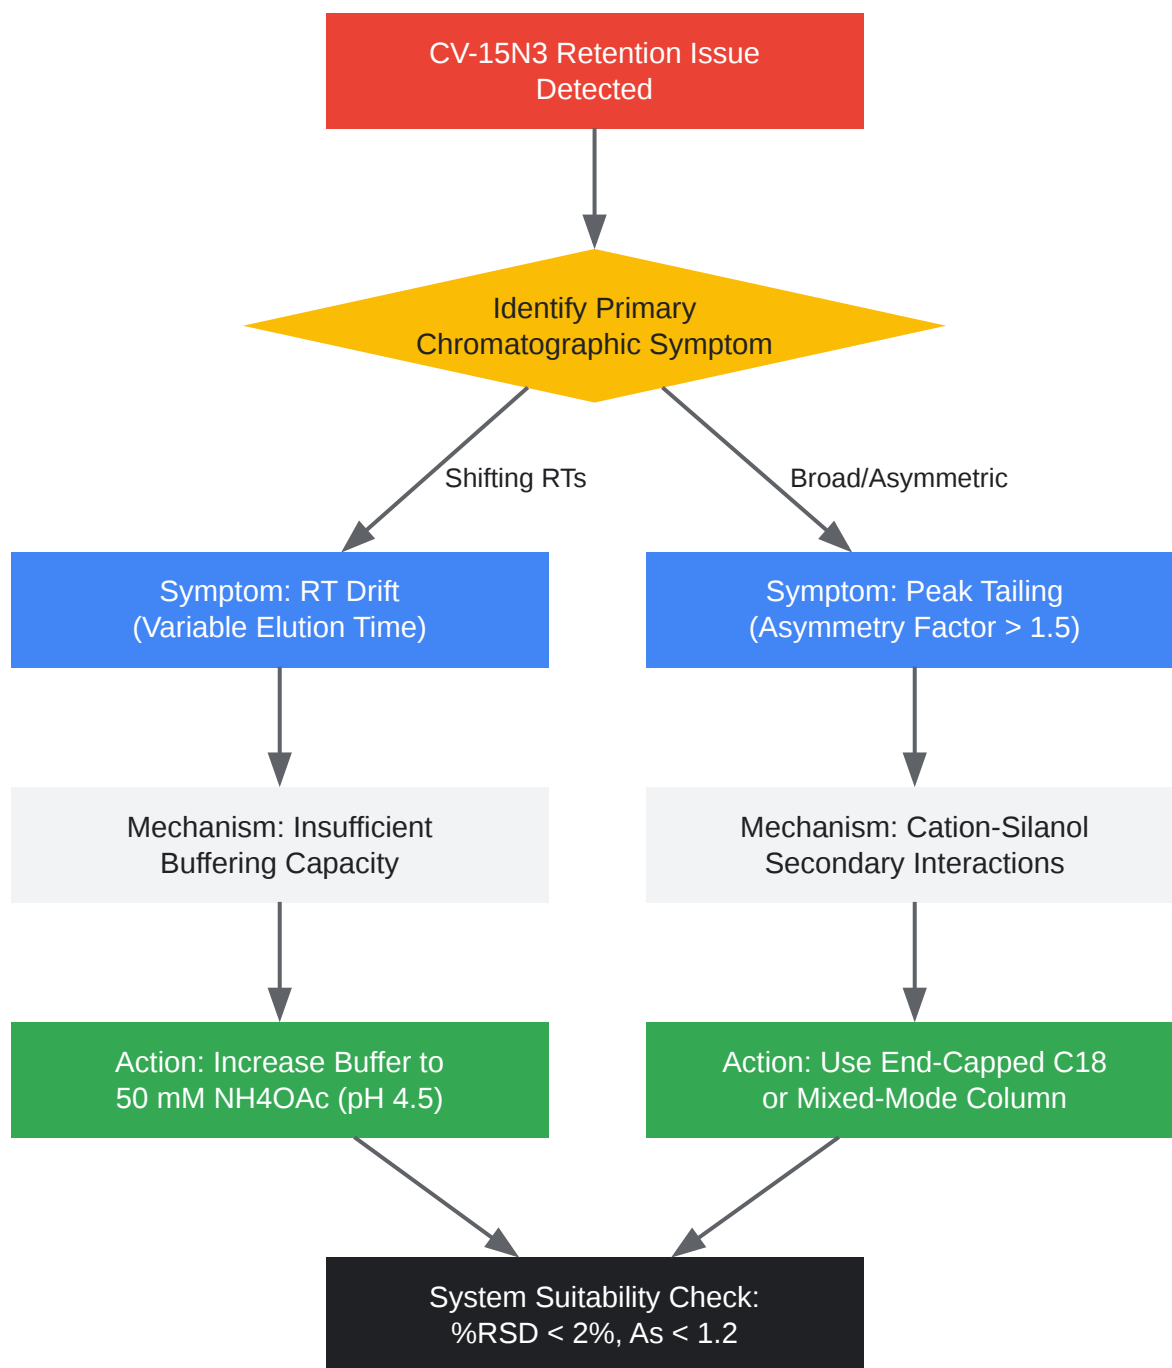 CV-15N3 Retention Issue
Detected
Identify Primary
Chromatographic Symptom
Shifting RTs
Broad/Asymmetric
Symptom: RT Drift
(Variable Elution Time)
Symptom: Peak Tailing
(Asymmetry Factor > 1.5)
Mechanism: Insufficient
Buffering Capacity
Mechanism: Cation-Silanol
Secondary Interactions
Action: Increase Buffer to
50 mM NH4OAc (pH 4.5)
Action: Use End-Capped C18
or Mixed-Mode Column
System Suitability Check:
%RSD < 2%, As < 1.2